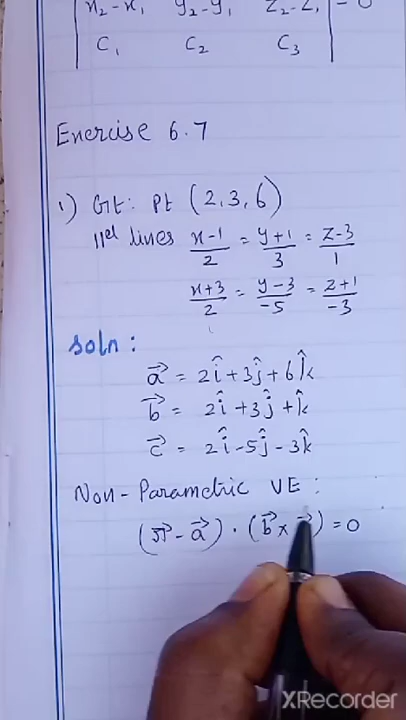 | x₂-x₁ y₂-y₁ z₂-z₁ | = 0
C₁ C₂ C₃
Exercise 6.7
1) Gt: Pt (2,3,6)
11el lines x-1/2 = y+1/3 = z-3/1
x+3/2 = y-3/-5 = z+1/-3
Soln:
a⃗ = 2î+3ĵ+6k̂
b⃗ = 2î+3ĵ+k̂
c⃗ = 2î-5ĵ-3k̂
Non-Parametric VE:
(r⃗-a⃗)·(b⃗× ) = 0
XRecorder